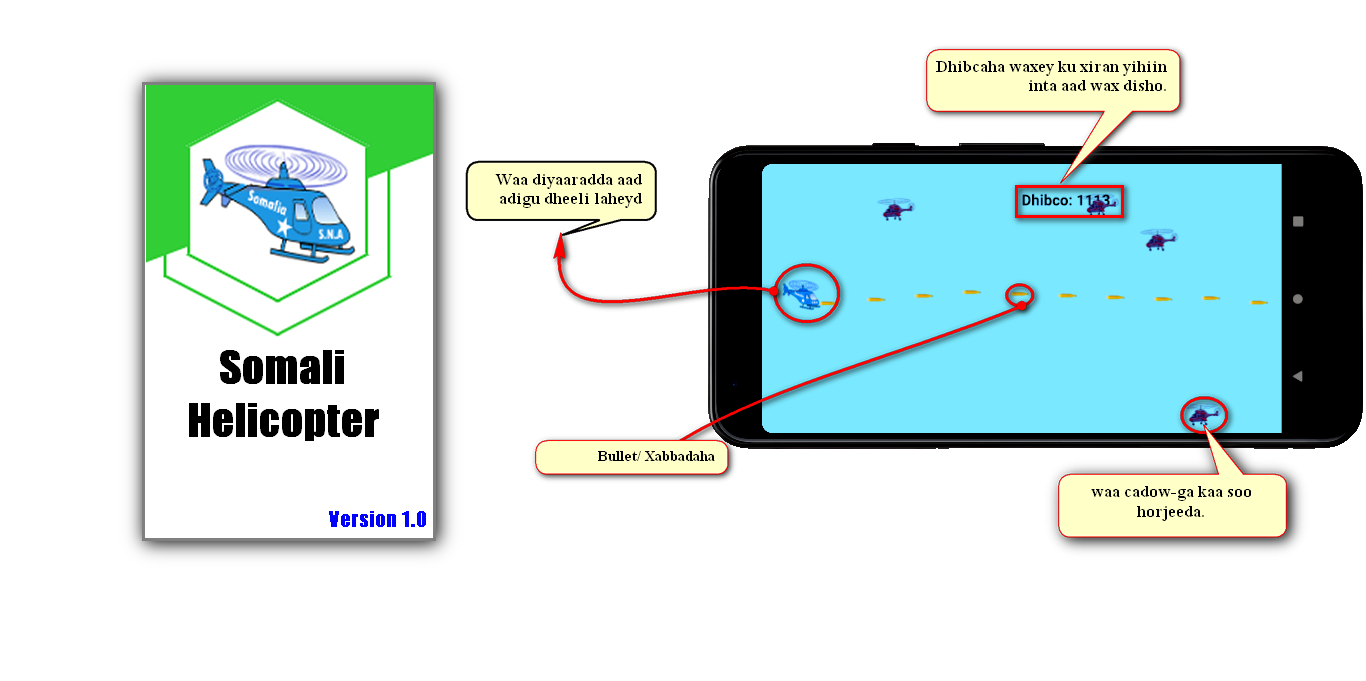 Somalia
S.N.A
Somali
Helicopter
Version 1.0
Waa diyaaradda aad
adigu dheeli laheyd
Dhibcaha waxey ku xiran yihiin
inta aad wax disho.
Dhibco: 1113
Bullet/ Xabbadaha
waa cadow-ga kaa soo
horjeeda.